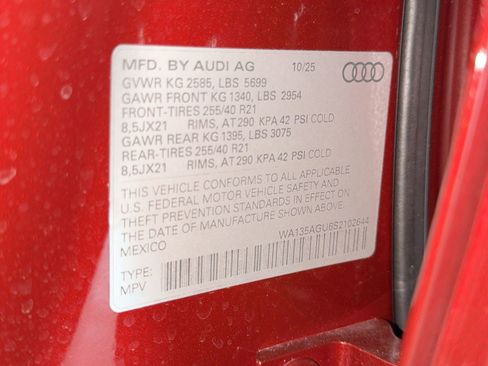 MFD. BY AUDI AG 10/25
GVWR KG 2585, LBS 5699
GAWR FRONT KG 1340, LBS 2954
FRONT-TIRES 255/40 R21
8,5JX21 RIMS, AT 290 KPA 42 PSI COLD
GAWR REAR KG 1395, LBS 3075
REAR-TIRES 255/40 R21
8,5JX21 RIMS, AT 290 KPA 42 PSI COLD
THIS VEHICLE CONFORMS TO ALL APPLICABLE
U.S. FEDERAL MOTOR VEHICLE SAFETY AND
THEFT PREVENTION STANDARDS IN EFFECT ON
THE DATE OF MANUFACTURE SHOWN ABOVE
MEXICO WA135AGU6S2102644
TYPE:
MPV